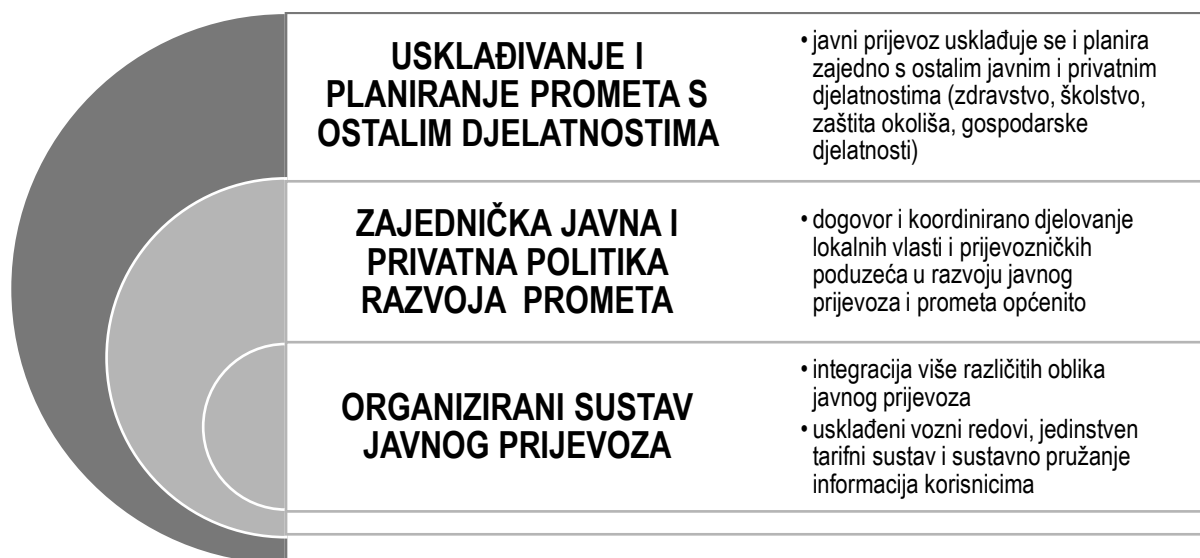 USKLAĐIVANJE I
PLANIRANJE PROMETA S
OSTALIM DJELATNOSTIMA
• javni prijevoz usklađuje se i planira
zajedno s ostalim javnim i privatnim
djelatnostima (zdravstvo, školstvo,
zaštita okoliša, gospodarske
djelatnosti)
ZAJEDNIČKA JAVNA I
PRIVATNA POLITIKA
RAZVOJA PROMETA
• dogovor i koordinirano djelovanje
lokalnih vlasti i prijevozničkih
poduzeća u razvoju javnog
prijevoza i prometa općenito
ORGANIZIRANI SUSTAV
JAVNOG PRIJEVOZA
• integracija više različitih oblika
javnog prijevoza
• usklađeni vozni redovi, jedinstven
tarifni sustav i sustavno pružanje
informacija korisnicima